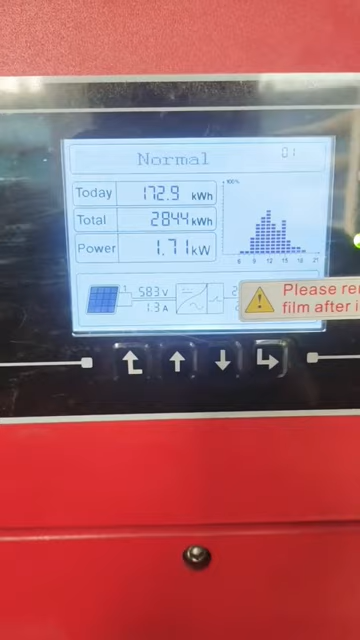 Normal
01
Today 172.9 kWh
Total 2844 kWh
Power 1.71 kW
100%
6 9 12 15 18 21
L1 583 V
1.3 A
Please
film after